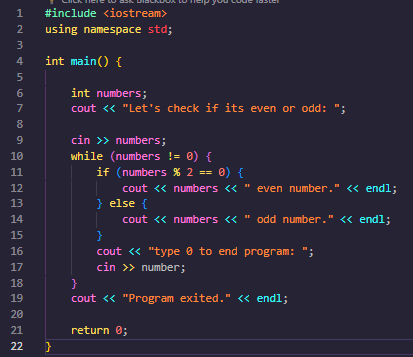 Click here to ask Blackbox to help you code faster
1 #include <iostream>
2 using namespace std;
3
4 int main() {
5
6 int numbers;
7 cout << "Let's check if its even or odd: ";
8
9 cin >> numbers;
10 while (numbers != 0) {
11 if (numbers % 2 == 0) {
12 cout << numbers << " even number." << endl;
13 } else {
14 cout << numbers << " odd number." << endl;
15 }
16 cout << "type 0 to end program: ";
17 cin >> number;
18 }
19 cout << "Program exited." << endl;
20
21 return 0;
22 }